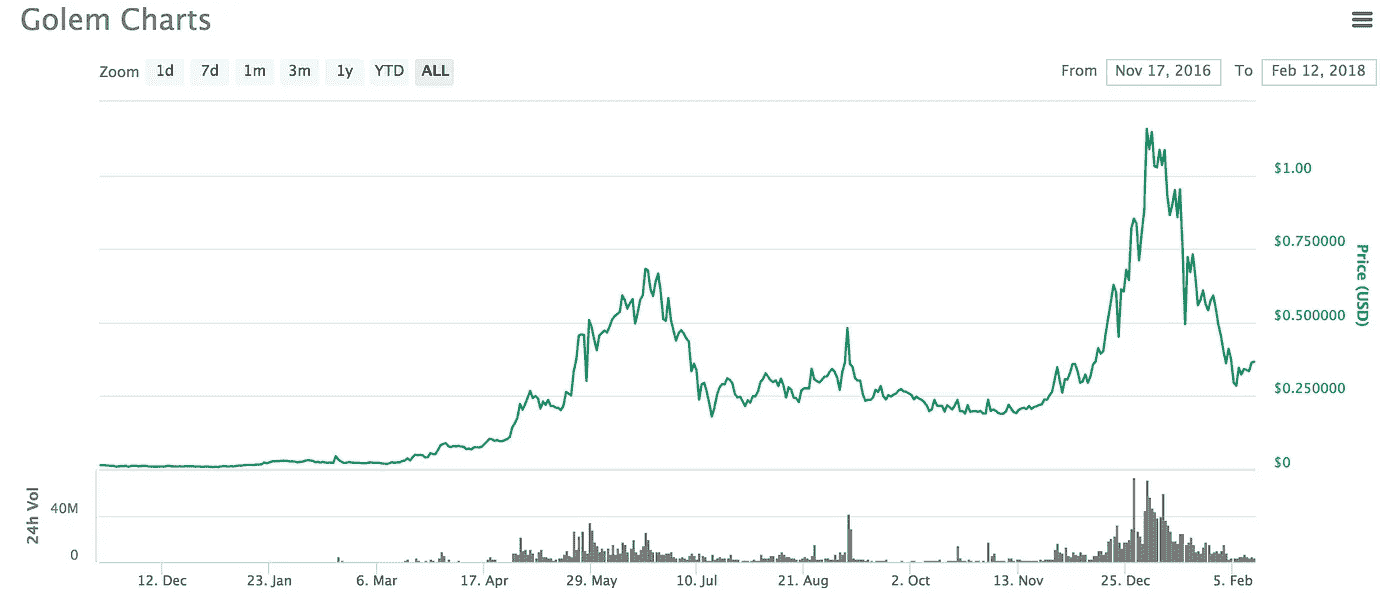 Golem Charts
Zoom 1d 7d 1m 3m 1y YTD ALL From Nov 17, 2016 To Feb 12, 2018
$1.00
$0.750000
$0.500000
$0.250000
$0
Price (USD)
24h Vol
40M
0
12. Dec 23. Jan 6. Mar 17. Apr 29. May 10. Jul 21. Aug 2. Oct 13. Nov 25. Dec 5. Feb